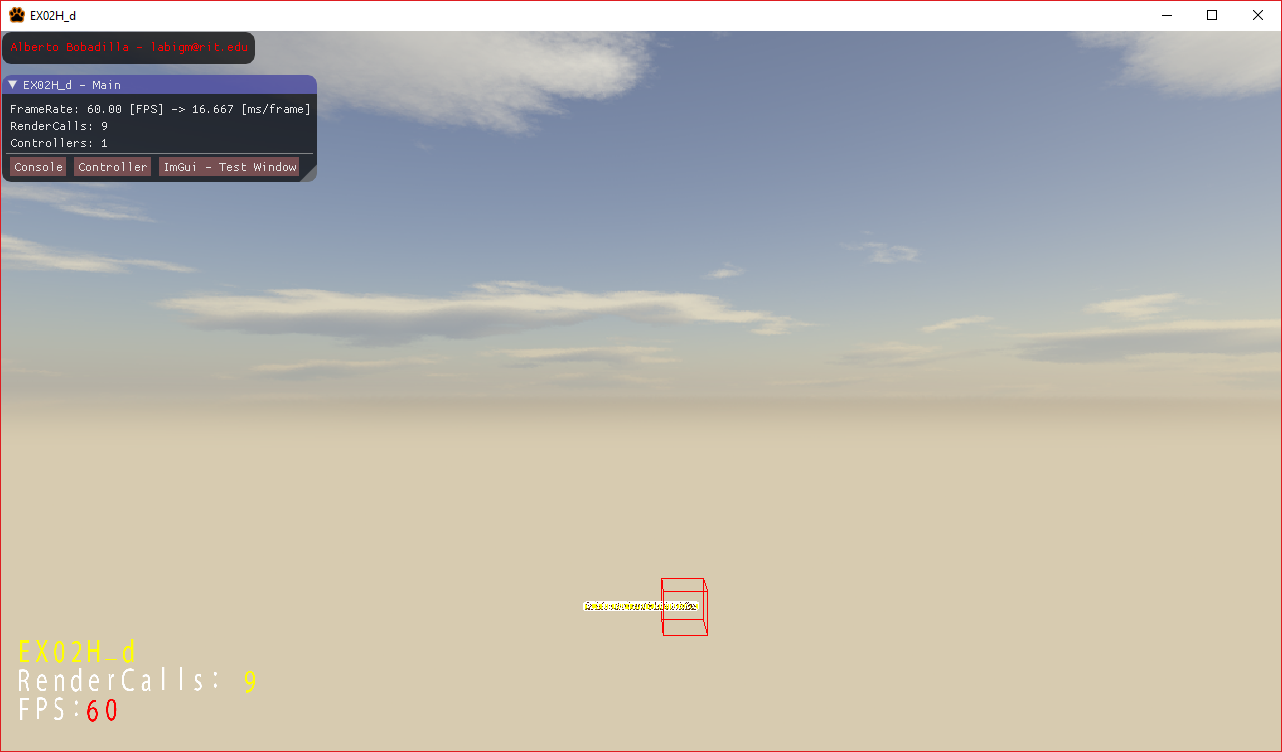 EX02H_d
Alberto Bobadilla - labigm@rit.edu
EX02H_d - Main
FrameRate: 60.00 [FPS] -> 16.667 [ms/frame]
RenderCalls: 9
Controllers: 1
Console Controller ImGui - Test Window
EX02H_d
RenderCalls: 9
FPS:60